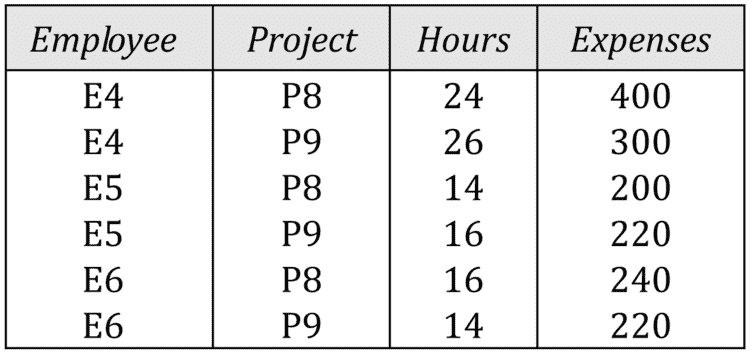 Employee Project Hours Expenses
E4 P8 24 400
E4 P9 26 300
E5 P8 14 200
E5 P9 16 220
E6 P8 16 240
E6 P9 14 220